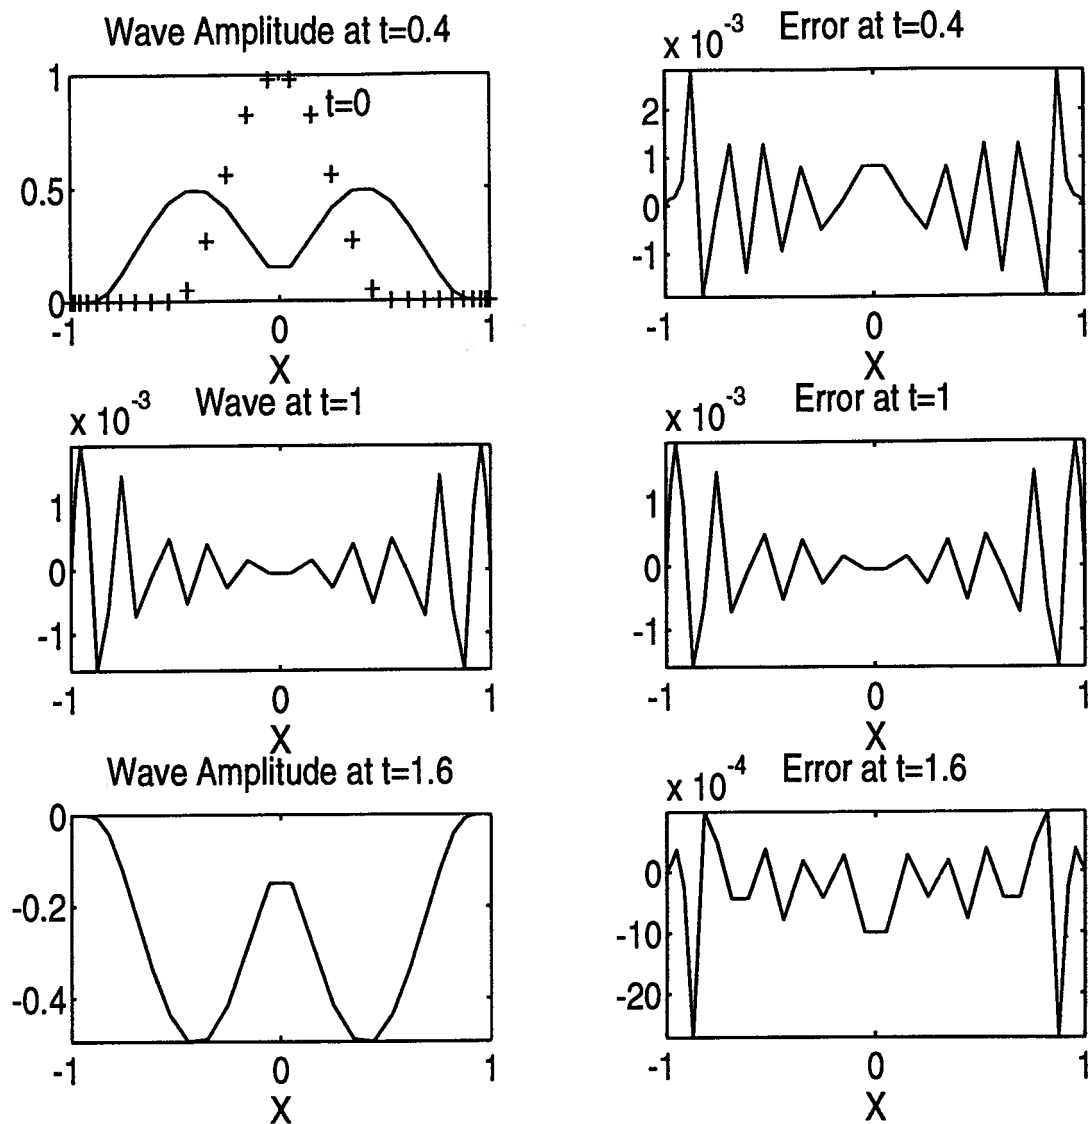 Wave Amplitude at t=0.4
1
0.5
0
-1
0
1
X
t=0
x 10^-3
Error at t=0.4
2
1
0
-1
-1
0
1
X
x 10^-3
Wave at t=1
1
0
-1
-1
0
1
X
x 10^-3
Error at t=1
1
0
-1
-1
0
1
X
Wave Amplitude at t=1.6
0
-0.2
-0.4
-1
0
1
X
x 10^-4
Error at t=1.6
0
-10
-20
-1
0
1
X